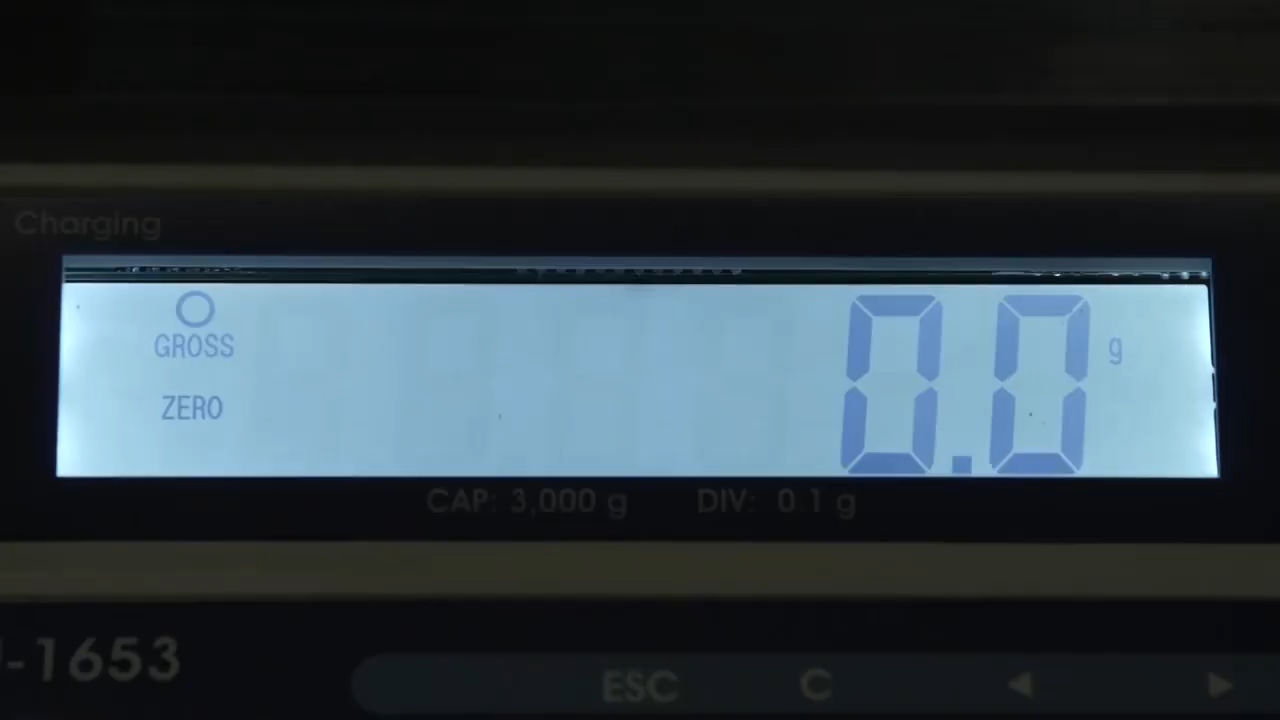 Charging
GROSS
ZERO
0.0 g
CAP: 3,000 g DIV: 0.1 g
-1653
ESC C ◀ ▶